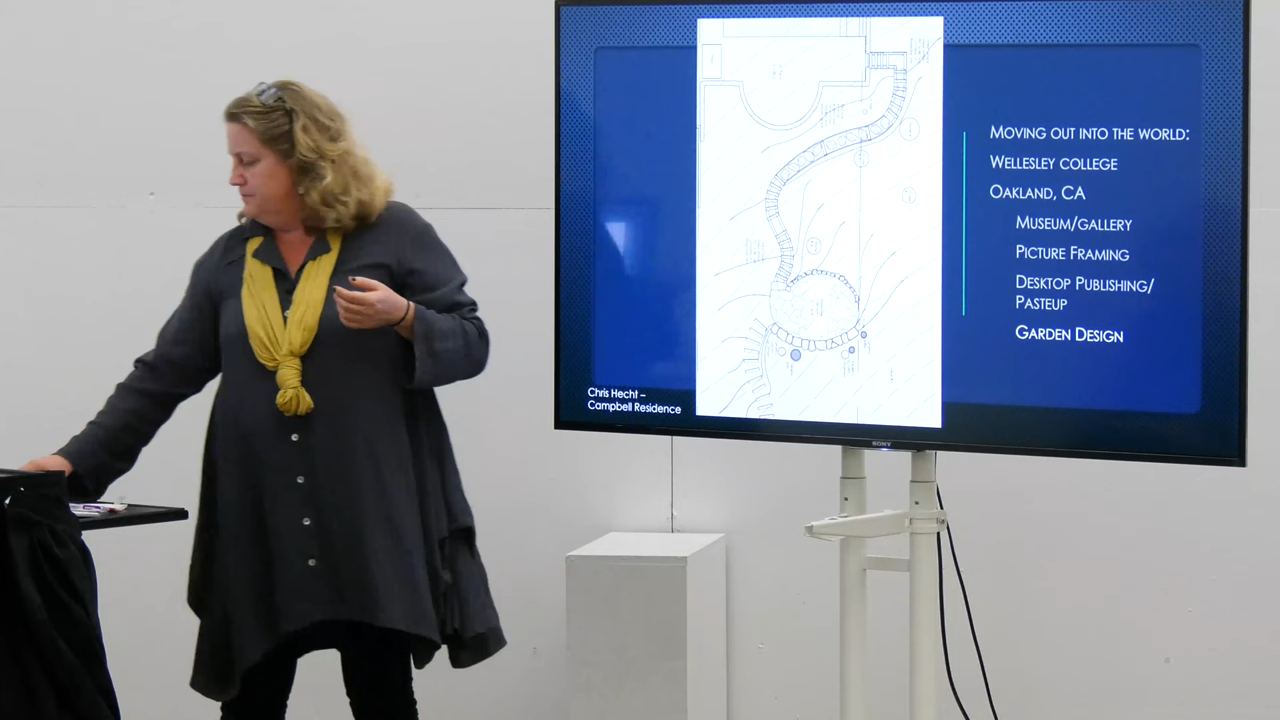 Moving out into the world:
Wellesley college
Oakland, CA
Museum/gallery
Picture Framing
Desktop Publishing/
Pasteup
Garden Design
Chris Hecht –
Campbell Residence
SONY